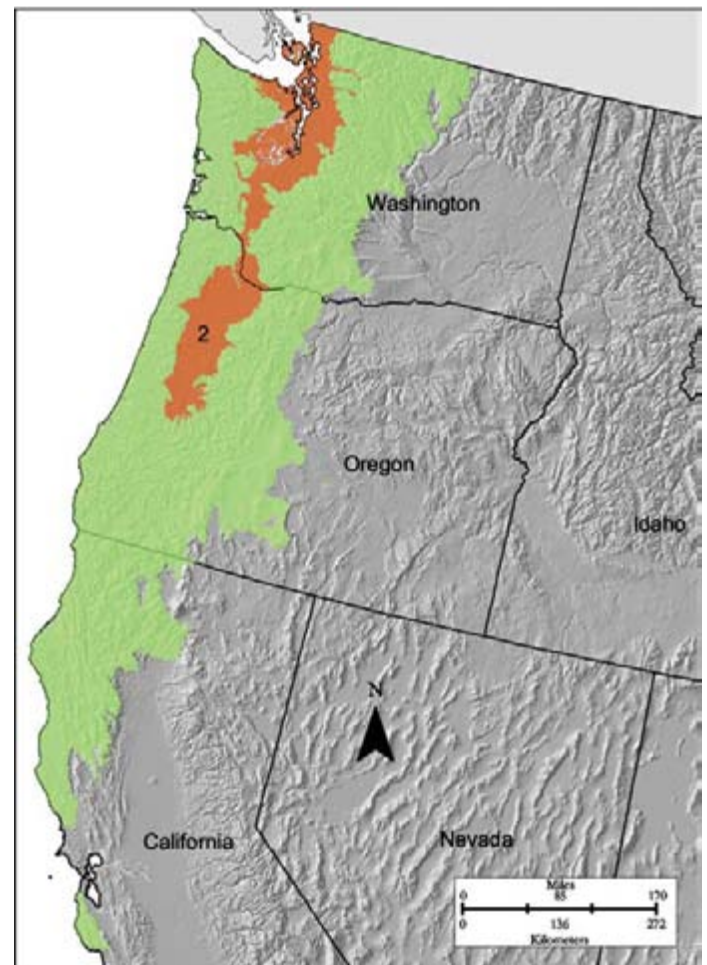 Washington
2
Oregon
Idaho
N
California
Nevada
Miles
0 85 170
0 136 272
Kilometers